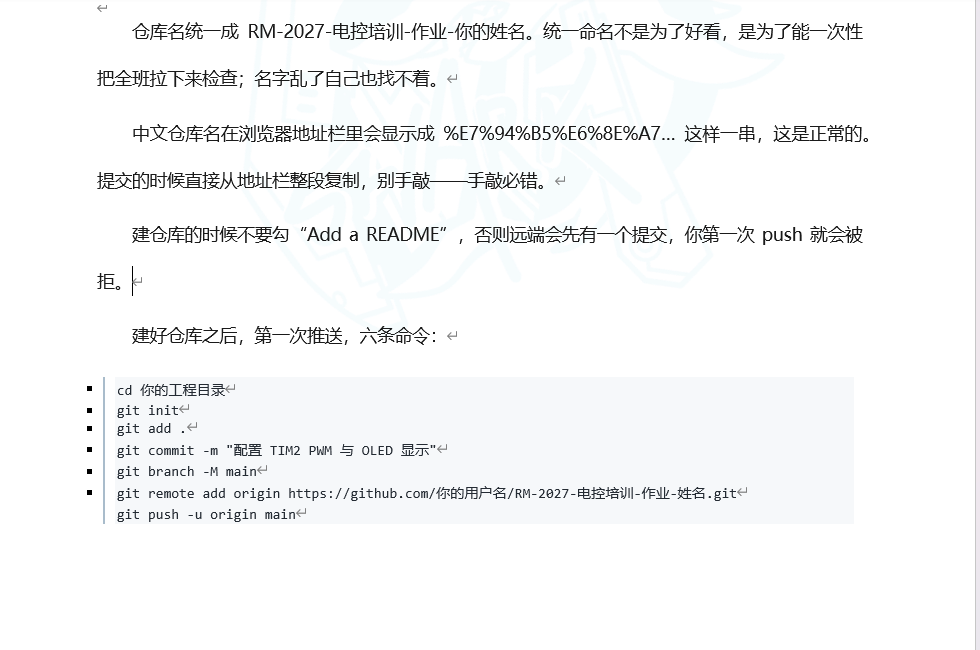 仓库名统一成 RM-2027-电控培训-作业-你的姓名。统一命名不是为了好看，是为了能一次性
把全班拉下来检查；名字乱了自己也找不着。
中文仓库名在浏览器地址栏里会显示成 %E7%94%B5%E6%8E%A7... 这样一串，这是正常的。
提交的时候直接从地址栏整段复制，别手敲——手敲必错。
建仓库的时候不要勾“Add a README”，否则远端会先有一个提交，你第一次 push 就会被
拒。
建好仓库之后，第一次推送，六条命令：
cd 你的工程目录
git init
git add .
git commit -m "配置 TIM2 PWM 与 OLED 显示"
git branch -M main
git remote add origin https://github.com/你的用户名/RM-2027-电控培训-作业-姓名.git
git push -u origin main